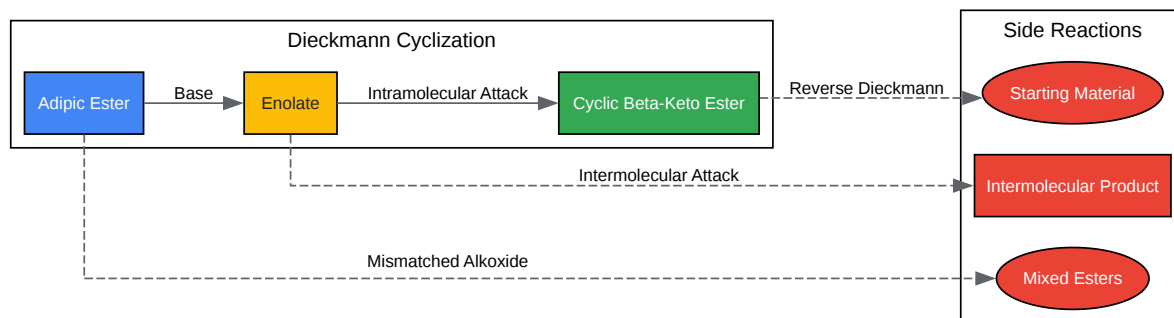 Dieckmann Cyclization
Side Reactions
Adipic Ester
Base
Enolate
Intramolecular Attack
Cyclic Beta-Keto Ester
Reverse Dieckmann
Starting Material
Intermolecular Attack
Intermolecular Product
Mismatched Alkoxide
Mixed Esters